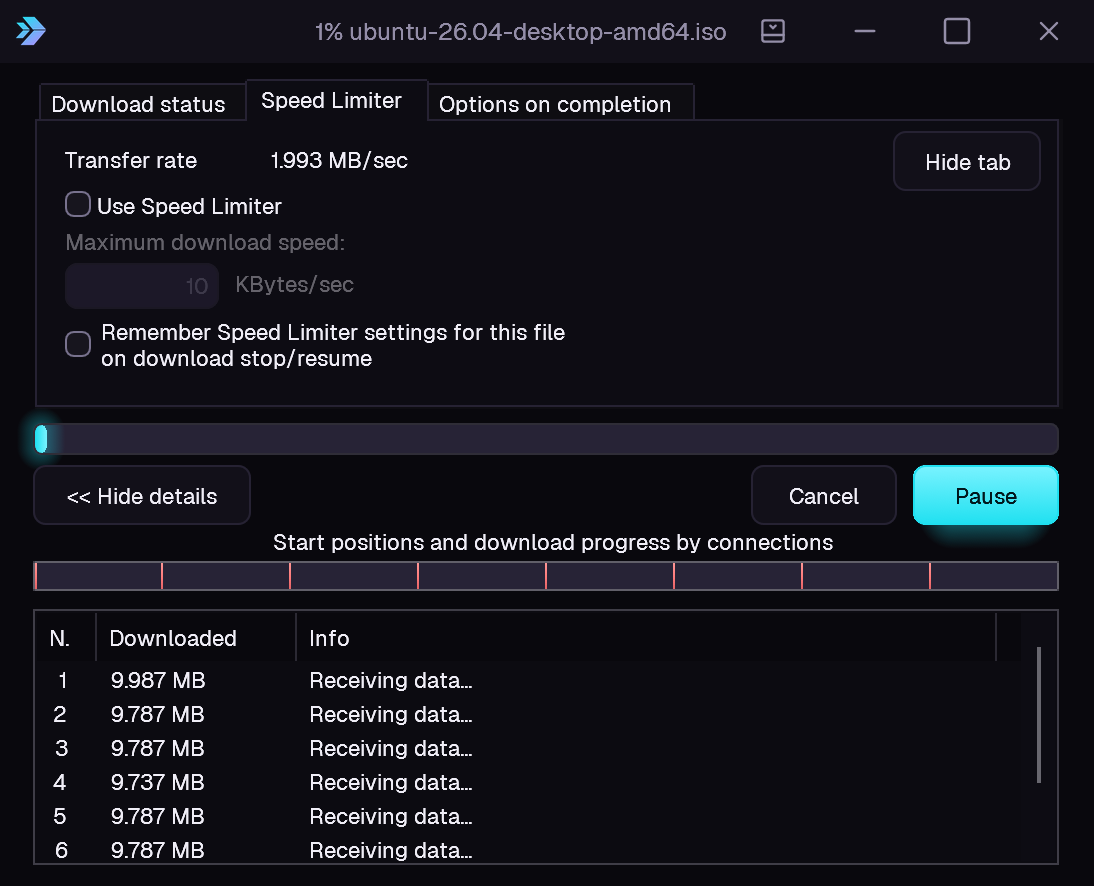 1% ubuntu-26.04-desktop-amd64.iso
Download status Speed Limiter Options on completion
Transfer rate 1.993 MB/sec Hide tab
Use Speed Limiter
Maximum download speed:
10 KBytes/sec
Remember Speed Limiter settings for this file
on download stop/resume
<< Hide details Cancel Pause
Start positions and download progress by connections
N. Downloaded Info
1 9.987 MB Receiving data...
2 9.787 MB Receiving data...
3 9.787 MB Receiving data...
4 9.737 MB Receiving data...
5 9.787 MB Receiving data...
6 9.787 MB Receiving data...